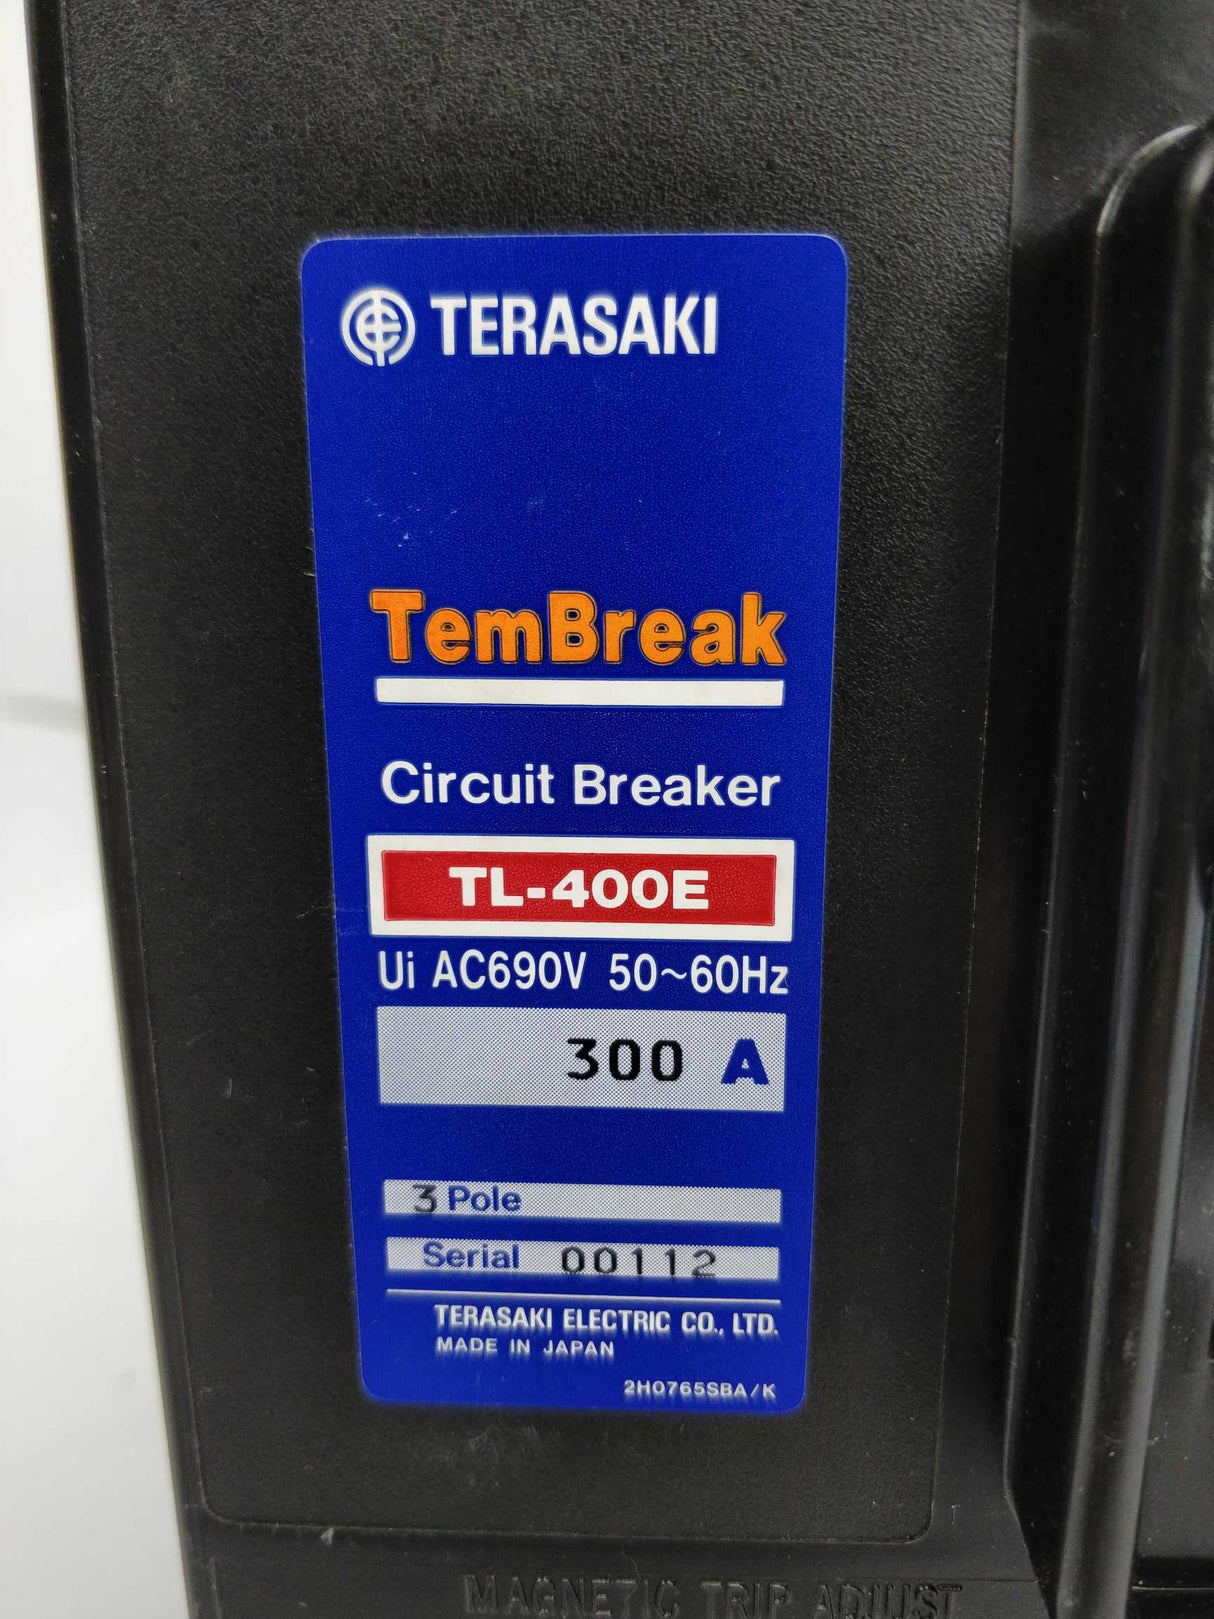 TERASAKI
TemBreak
Circuit Breaker
TL-400E
Ui AC690V 50~60Hz
300 A
3 Pole
Serial 00112
TERASAKI ELECTRIC CO., LTD.
MADE IN JAPAN
2H0765SBA/K
MAGNETIC TRIP ADJUST